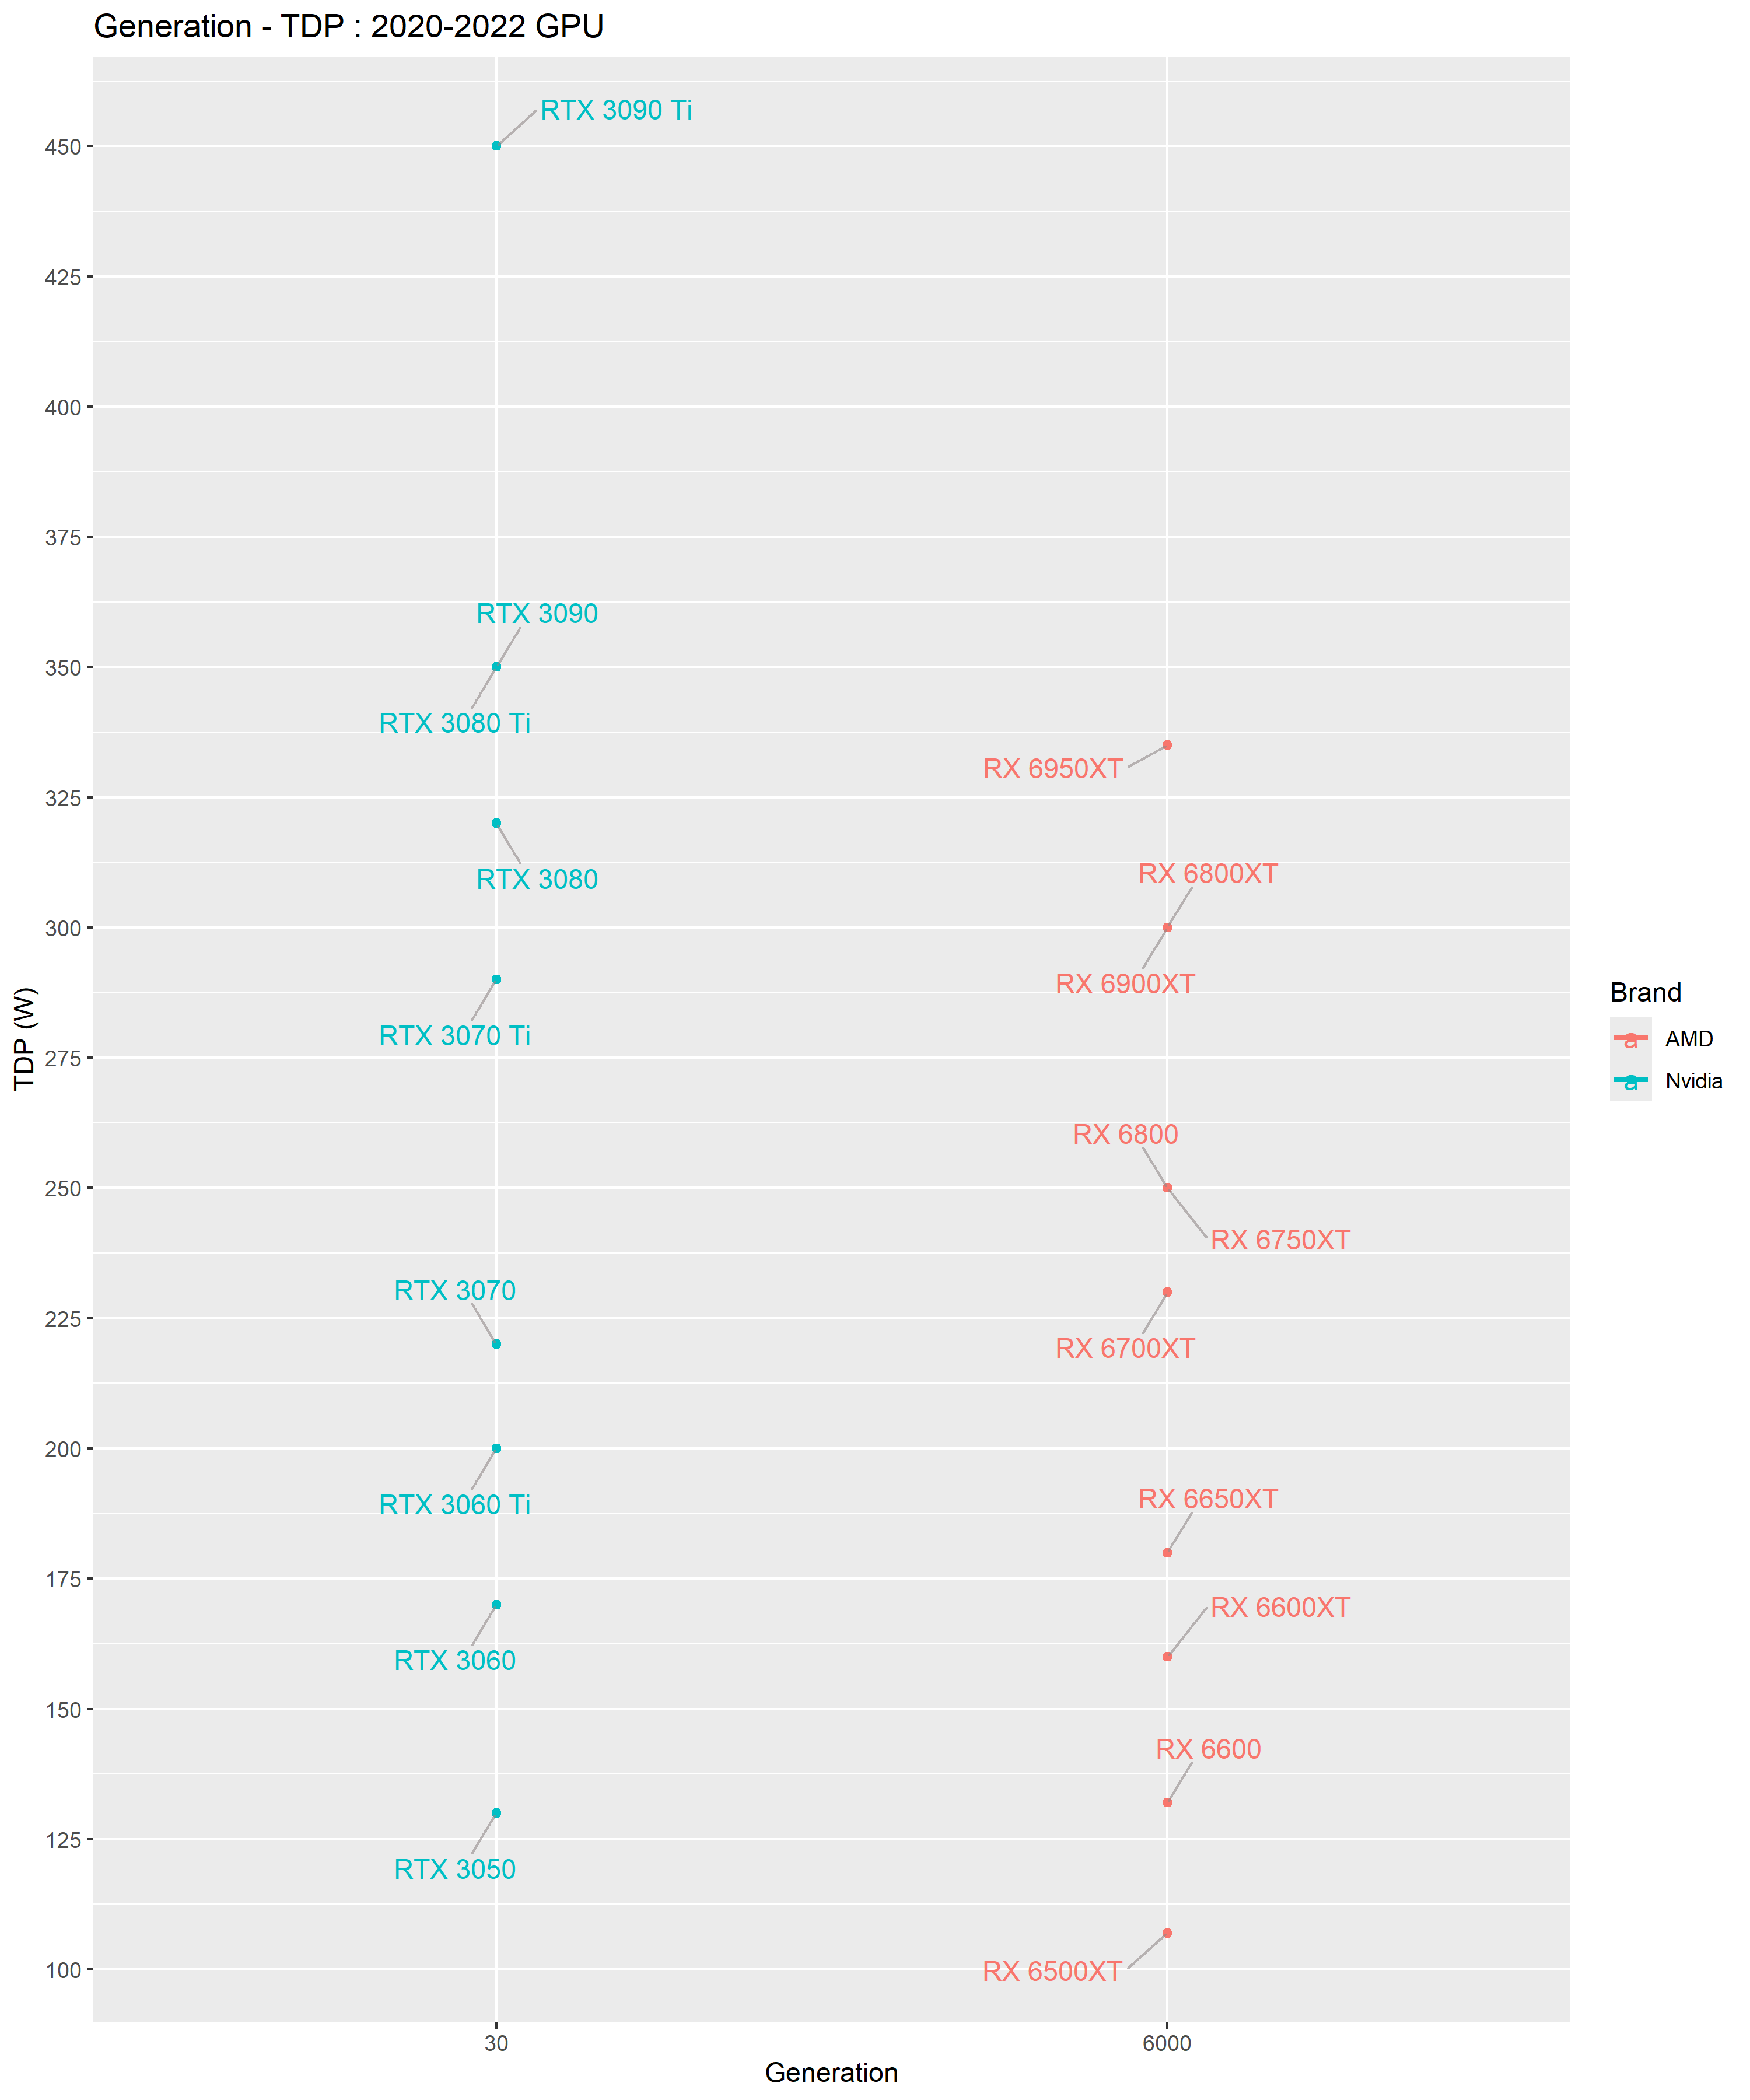 Generation - TDP : 2020-2022 GPU
RTX 3090 Ti
450
425
400
375
RTX 3090
350
RTX 3080 Ti
RX 6950XT
325
RTX 3080
RX 6800XT
300
RX 6900XT
RTX 3070 Ti
275
TDP (W)
Brand
a AMD
a Nvidia
RX 6800
250
RX 6750XT
RTX 3070
225
RX 6700XT
200
RTX 3060 Ti
RX 6650XT
175
RX 6600XT
RTX 3060
150
RX 6600
125
RTX 3050
100
RX 6500XT
30
6000
Generation